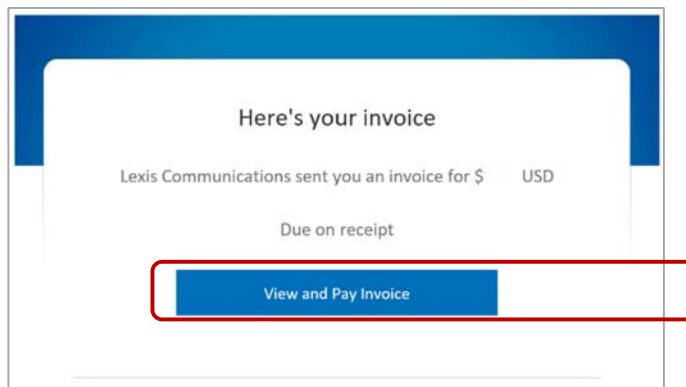 Here's your invoice
Lexis Communications sent you an invoice for $ USD
Due on receipt
View and Pay Invoice